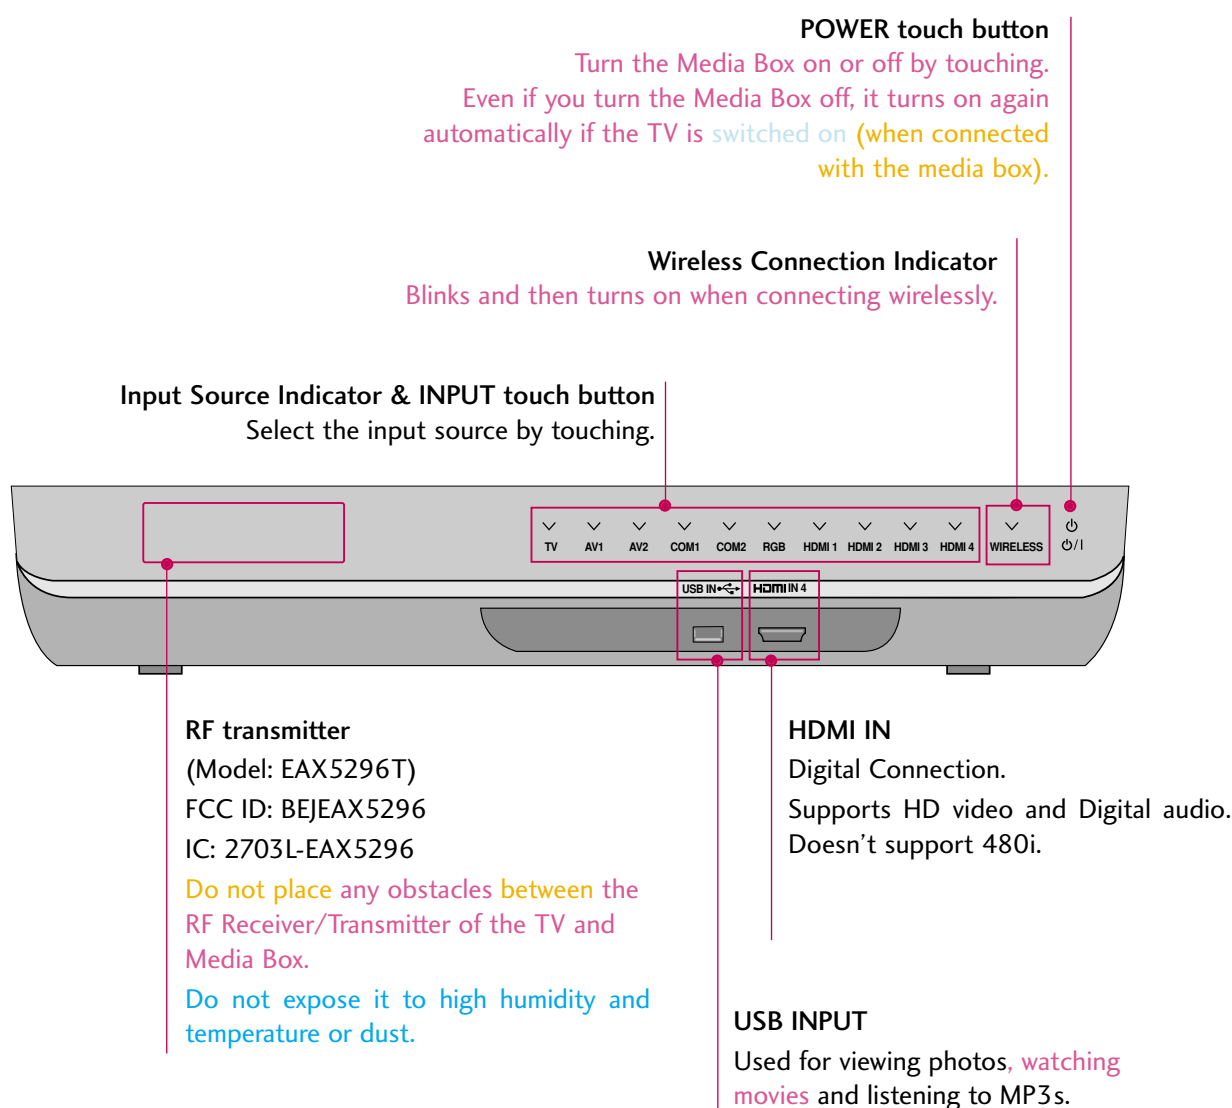 POWER touch button
Turn the Media Box on or off by touching.
Even if you turn the Media Box off, it turns on again
automatically if the TV is switched on (when connected
with the media box).
Wireless Connection Indicator
Blinks and then turns on when connecting wirelessly.
Input Source Indicator & INPUT touch button
Select the input source by touching.
TV AV1 AV2 COM1 COM2 RGB HDMI 1 HDMI 2 HDMI 3 HDMI 4 WIRELESS ⏻/I
USB IN HDMI IN 4
RF transmitter
(Model: EAX5296T)
FCC ID: BEJEAX5296
IC: 2703L-EAX5296
Do not place any obstacles between the
RF Receiver/Transmitter of the TV and
Media Box.
Do not expose it to high humidity and
temperature or dust.
HDMI IN
Digital Connection.
Supports HD video and Digital audio.
Doesn't support 480i.
USB INPUT
Used for viewing photos, watching
movies and listening to MP3s.